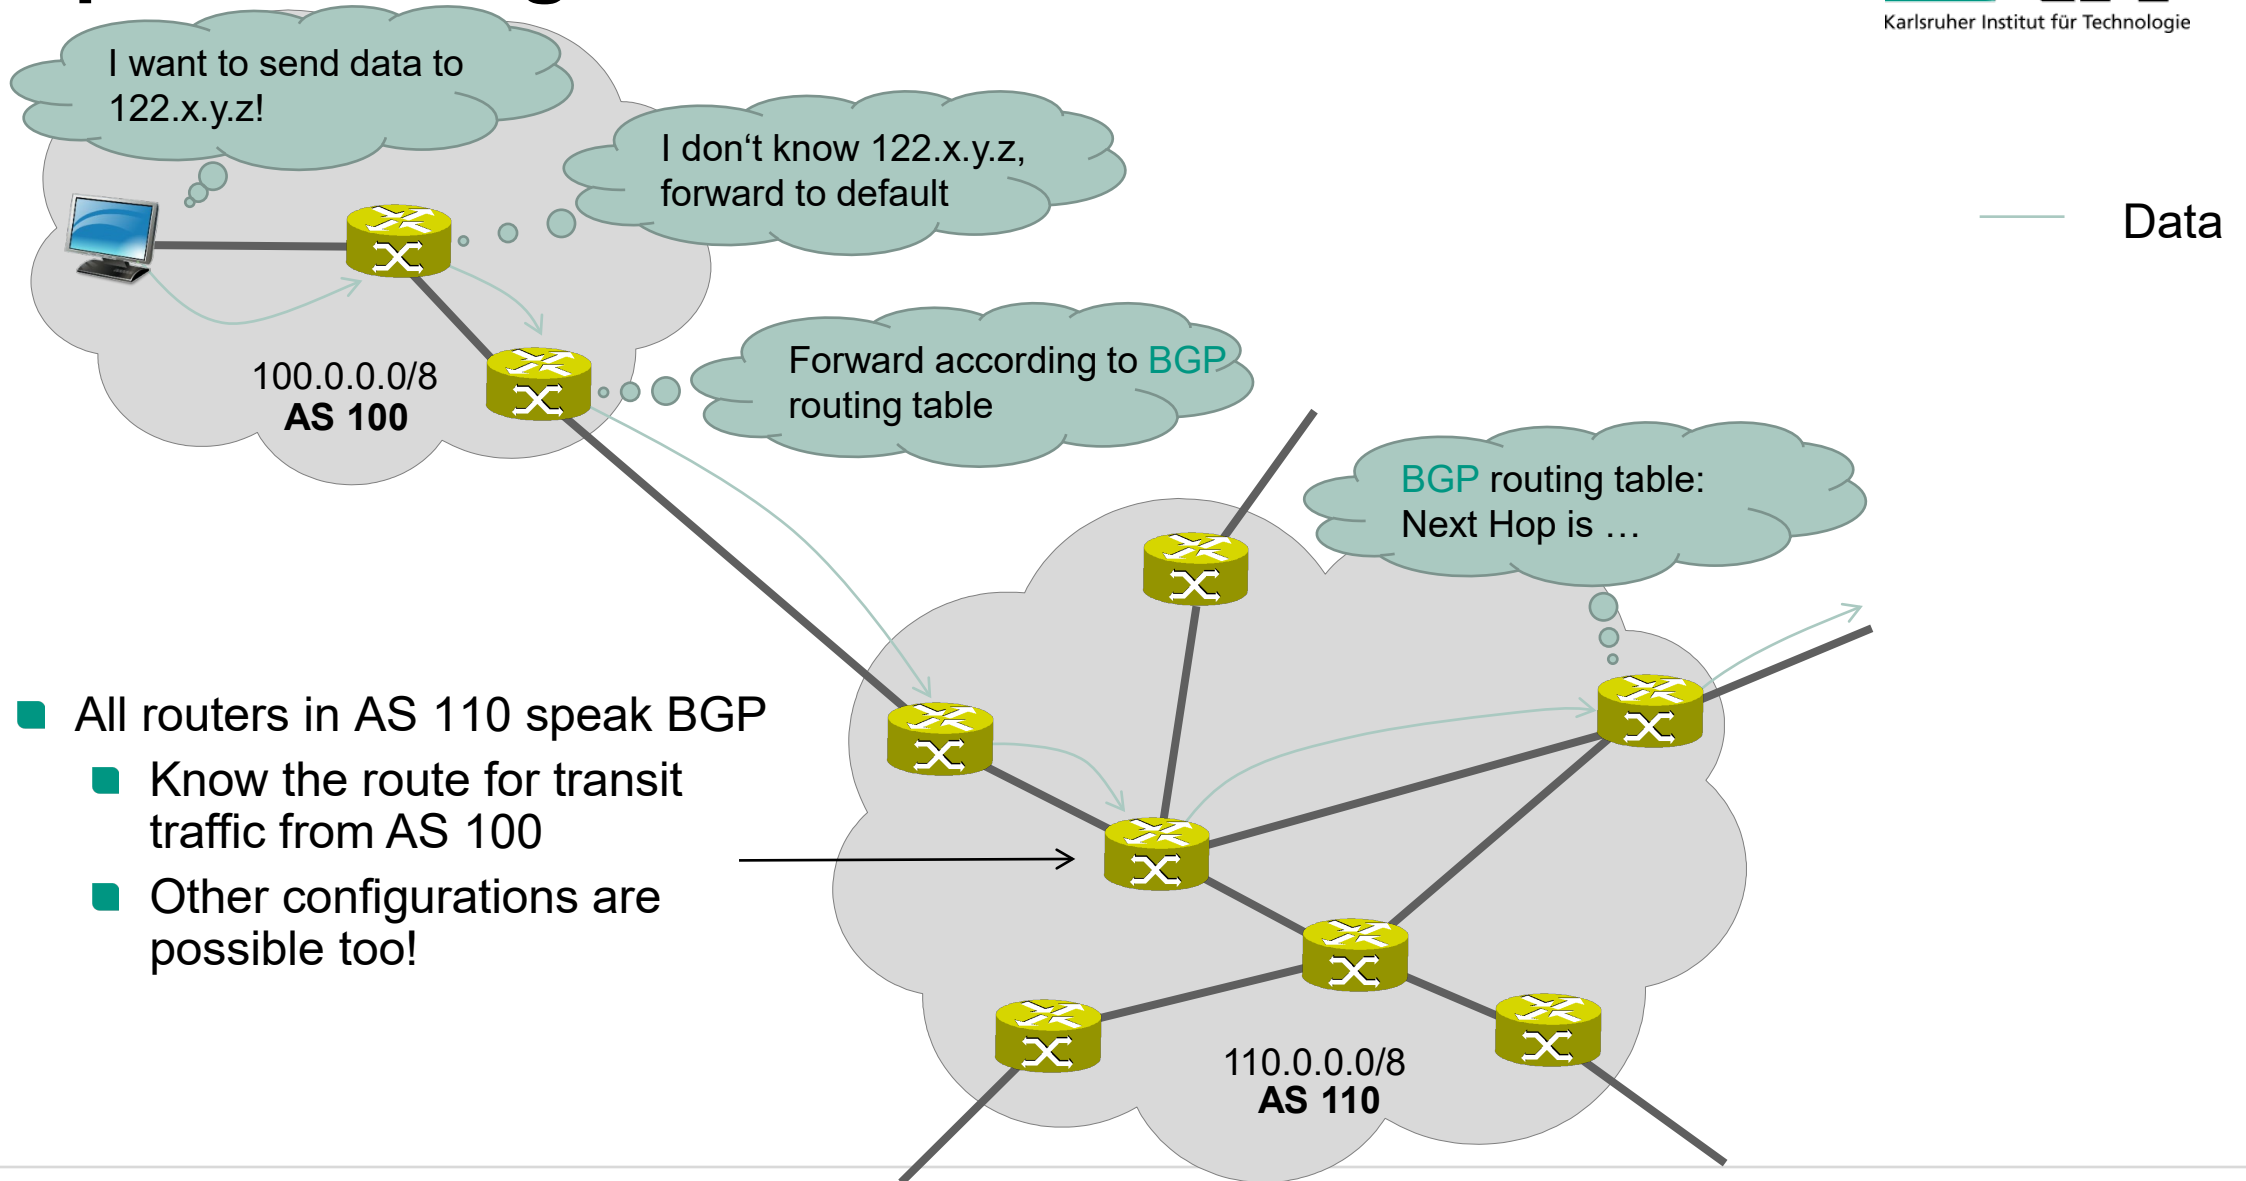 Karlsruher Institut für Technologie
I want to send data to
122.x.y.z!
I don‘t know 122.x.y.z,
forward to default
Data
Forward according to BGP
routing table
100.0.0.0/8
AS 100
BGP routing table:
Next Hop is …
All routers in AS 110 speak BGP
Know the route for transit
traffic from AS 100
Other configurations are
possible too!
110.0.0.0/8
AS 110